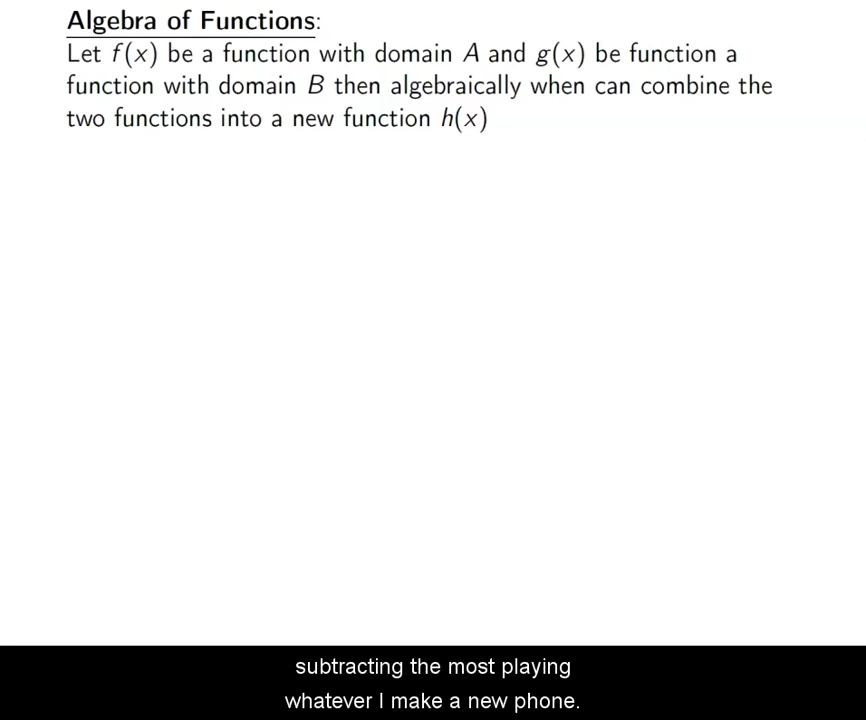 Algebra of Functions:
Let f(x) be a function with domain A and g(x) be function a
function with domain B then algebraically when can combine the
two functions into a new function h(x)
subtracting the most playing
whatever I make a new phone.